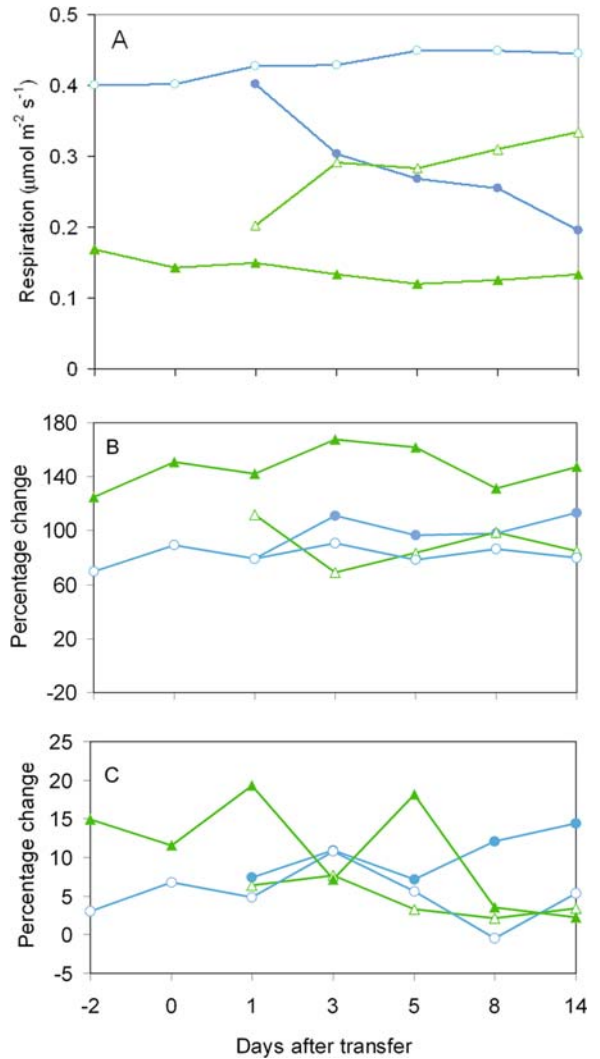 A
Respiration (µmol m⁻² s⁻¹)
0.5
0.4
0.3
0.2
0.1
0
B
Percentage change
180
140
100
60
20
-20
C
Percentage change
25
20
15
10
5
0
-5
-2 0 1 3 5 8 14
Days after transfer